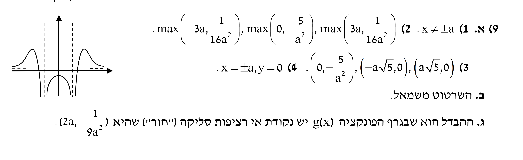 9) א. 1) x ≠ ±a .2) max(3a, 1/16a²), max(0, 5/a²), max(-3a, 1/16a²).
3) (a√5,0), (-a√5,0), (0,-5/a²). 4) x = ±a, y = 0.
ב. השרטוט משמאל.
ג. ההבדל הוא שבגרף הפונקציה g(x) יש נקודת אי רציפות סליקה ("חור") שהיא (2a, 1/9a²)